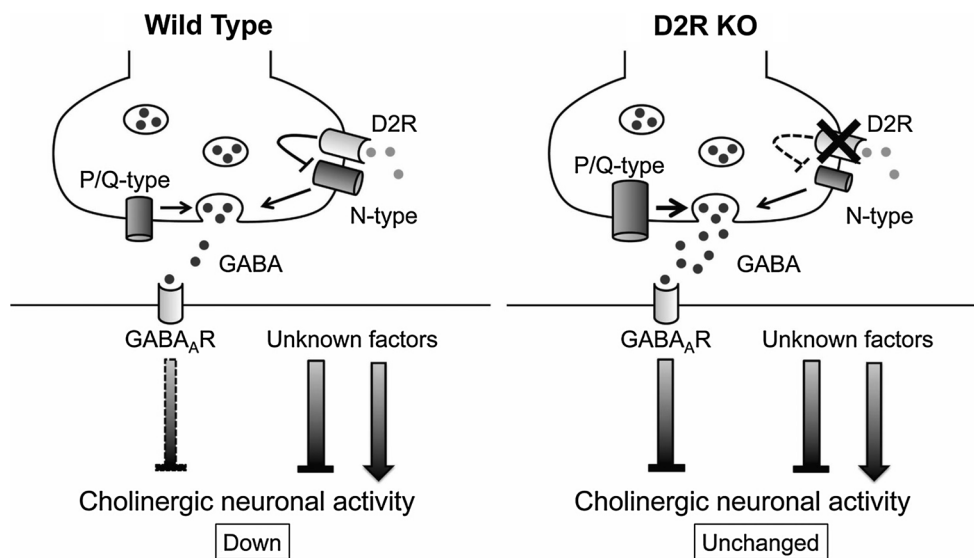 Wild Type
D2R
P/Q-type
N-type
GABA
GABAAR
Unknown factors
Cholinergic neuronal activity
Down
D2R KO
D2R
P/Q-type
N-type
GABA
GABAAR
Unknown factors
Cholinergic neuronal activity
Unchanged